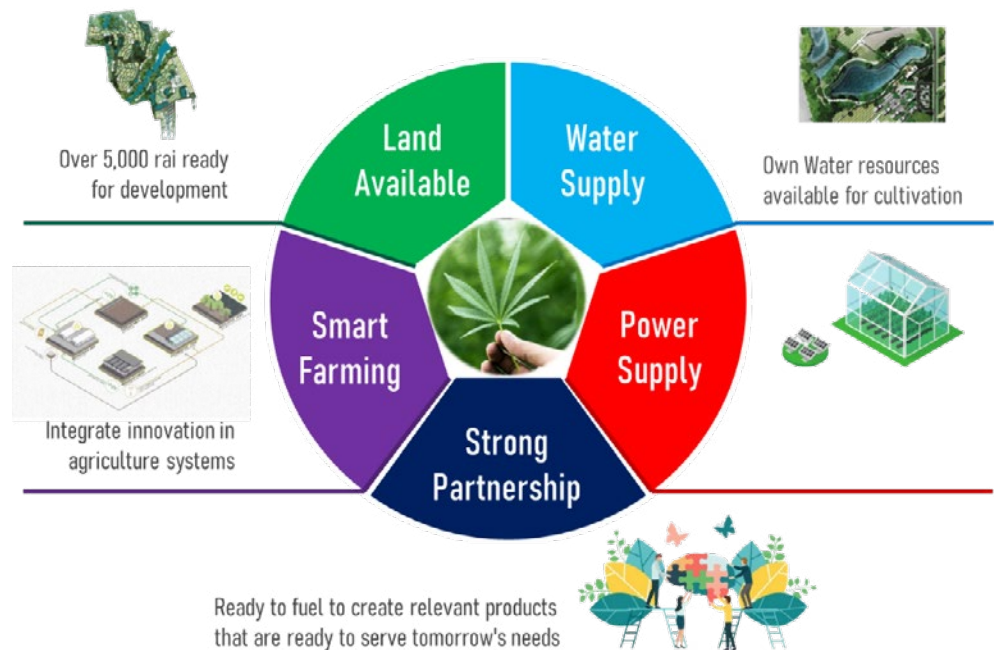 Land
Available
Water
Supply
Over 5,000 rai ready
for development
Own Water resources
available for cultivation
Smart
Farming
Power
Supply
Integrate innovation in
agriculture systems
Strong
Partnership
Ready to fuel to create relevant products
that are ready to serve tomorrow's needs